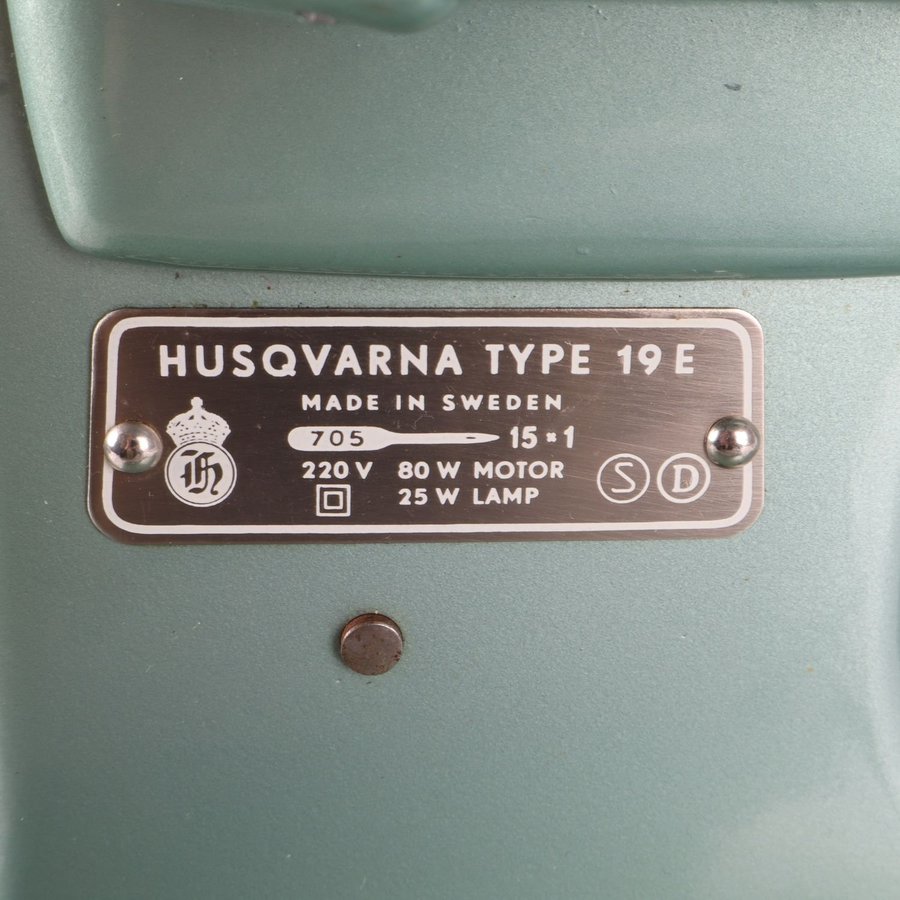 HUSQVARNA TYPE 19 E
MADE IN SWEDEN
705 15×1
220 V 80 W MOTOR
25 W LAMP
S D
H